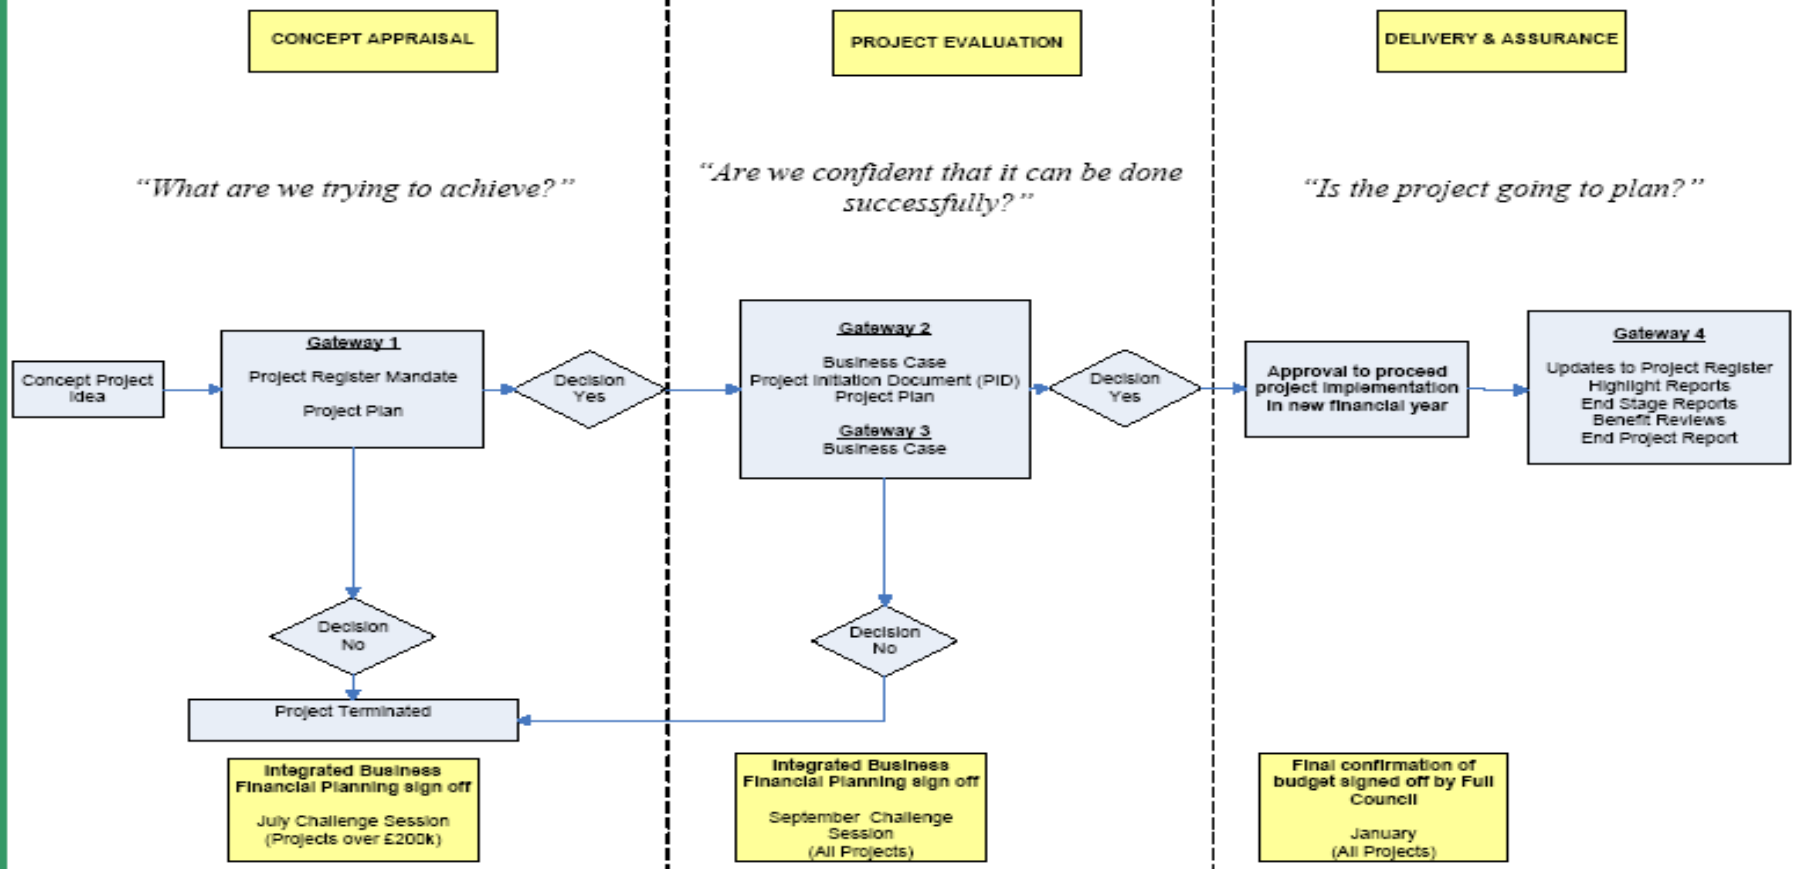 CONCEPT APPRAISAL
PROJECT EVALUATION
DELIVERY & ASSURANCE
“What are we trying to achieve?”
“Are we confident that it can be done
successfully?”
“Is the project going to plan?”
Concept Project
Idea
Gateway 1
Project Register Mandate
Project Plan
Decision
Yes
Gateway 2
Business Case
Project Initiation Document (PID)
Project Plan
Gateway 3
Business Case
Decision
Yes
Approval to proceed
project implementation
in new financial year
Gateway 4
Updates to Project Register
Highlight Reports
End Stage Reports
Benefit Reviews
End Project Report
Decision
No
Decision
No
Project Terminated
Integrated Business
Financial Planning sign off
July Challenge Session
(Projects over £200k)
Integrated Business
Financial Planning sign off
September Challenge
Session
(All Projects)
Final confirmation of
budget signed off by Full
Council
January
(All Projects)